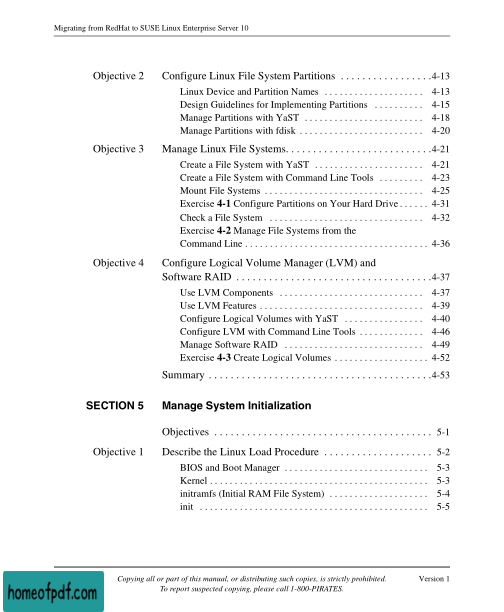 Migrating from RedHat to SUSE Linux Enterprise Server 10
Objective 2 Configure Linux File System Partitions . . . . . . . . . . . . . . . . . 4-13
Linux Device and Partition Names . . . . . . . . . . . . . . . . . . . . 4-13
Design Guidelines for Implementing Partitions . . . . . . . . . . 4-15
Manage Partitions with YaST . . . . . . . . . . . . . . . . . . . . . . . . 4-18
Manage Partitions with fdisk . . . . . . . . . . . . . . . . . . . . . . . . . 4-20
Objective 3 Manage Linux File Systems. . . . . . . . . . . . . . . . . . . . . . . . . . 4-21
Create a File System with YaST . . . . . . . . . . . . . . . . . . . . . . 4-21
Create a File System with Command Line Tools . . . . . . . . . 4-23
Mount File Systems . . . . . . . . . . . . . . . . . . . . . . . . . . . . . . . . 4-25
Exercise 4-1 Configure Partitions on Your Hard Drive . . . . . . 4-31
Check a File System . . . . . . . . . . . . . . . . . . . . . . . . . . . . . . . 4-32
Exercise 4-2 Manage File Systems from the
Command Line . . . . . . . . . . . . . . . . . . . . . . . . . . . . . . . . . . . . . 4-36
Objective 4 Configure Logical Volume Manager (LVM) and
Software RAID . . . . . . . . . . . . . . . . . . . . . . . . . . . . . . . . . . . . 4-37
Use LVM Components . . . . . . . . . . . . . . . . . . . . . . . . . . . . . 4-37
Use LVM Features . . . . . . . . . . . . . . . . . . . . . . . . . . . . . . . . . 4-39
Configure Logical Volumes with YaST . . . . . . . . . . . . . . . . 4-40
Configure LVM with Command Line Tools . . . . . . . . . . . . . 4-46
Manage Software RAID . . . . . . . . . . . . . . . . . . . . . . . . . . . . 4-49
Exercise 4-3 Create Logical Volumes . . . . . . . . . . . . . . . . . . . 4-52
Summary . . . . . . . . . . . . . . . . . . . . . . . . . . . . . . . . . . . . . . . . . 4-53
SECTION 5 Manage System Initialization
Objectives . . . . . . . . . . . . . . . . . . . . . . . . . . . . . . . . . . . . . . . . 5-1
Objective 1 Describe the Linux Load Procedure . . . . . . . . . . . . . . . . . . . . 5-2
BIOS and Boot Manager . . . . . . . . . . . . . . . . . . . . . . . . . . . . . 5-3
Kernel . . . . . . . . . . . . . . . . . . . . . . . . . . . . . . . . . . . . . . . . . . . . 5-3
initramfs (Initial RAM File System) . . . . . . . . . . . . . . . . . . . . 5-4
init . . . . . . . . . . . . . . . . . . . . . . . . . . . . . . . . . . . . . . . . . . . . . . 5-5
Copying all or part of this manual, or distributing such copies, is strictly prohibited. Version 1
To report suspected copying, please call 1-800-PIRATES.
homeofpdf.com